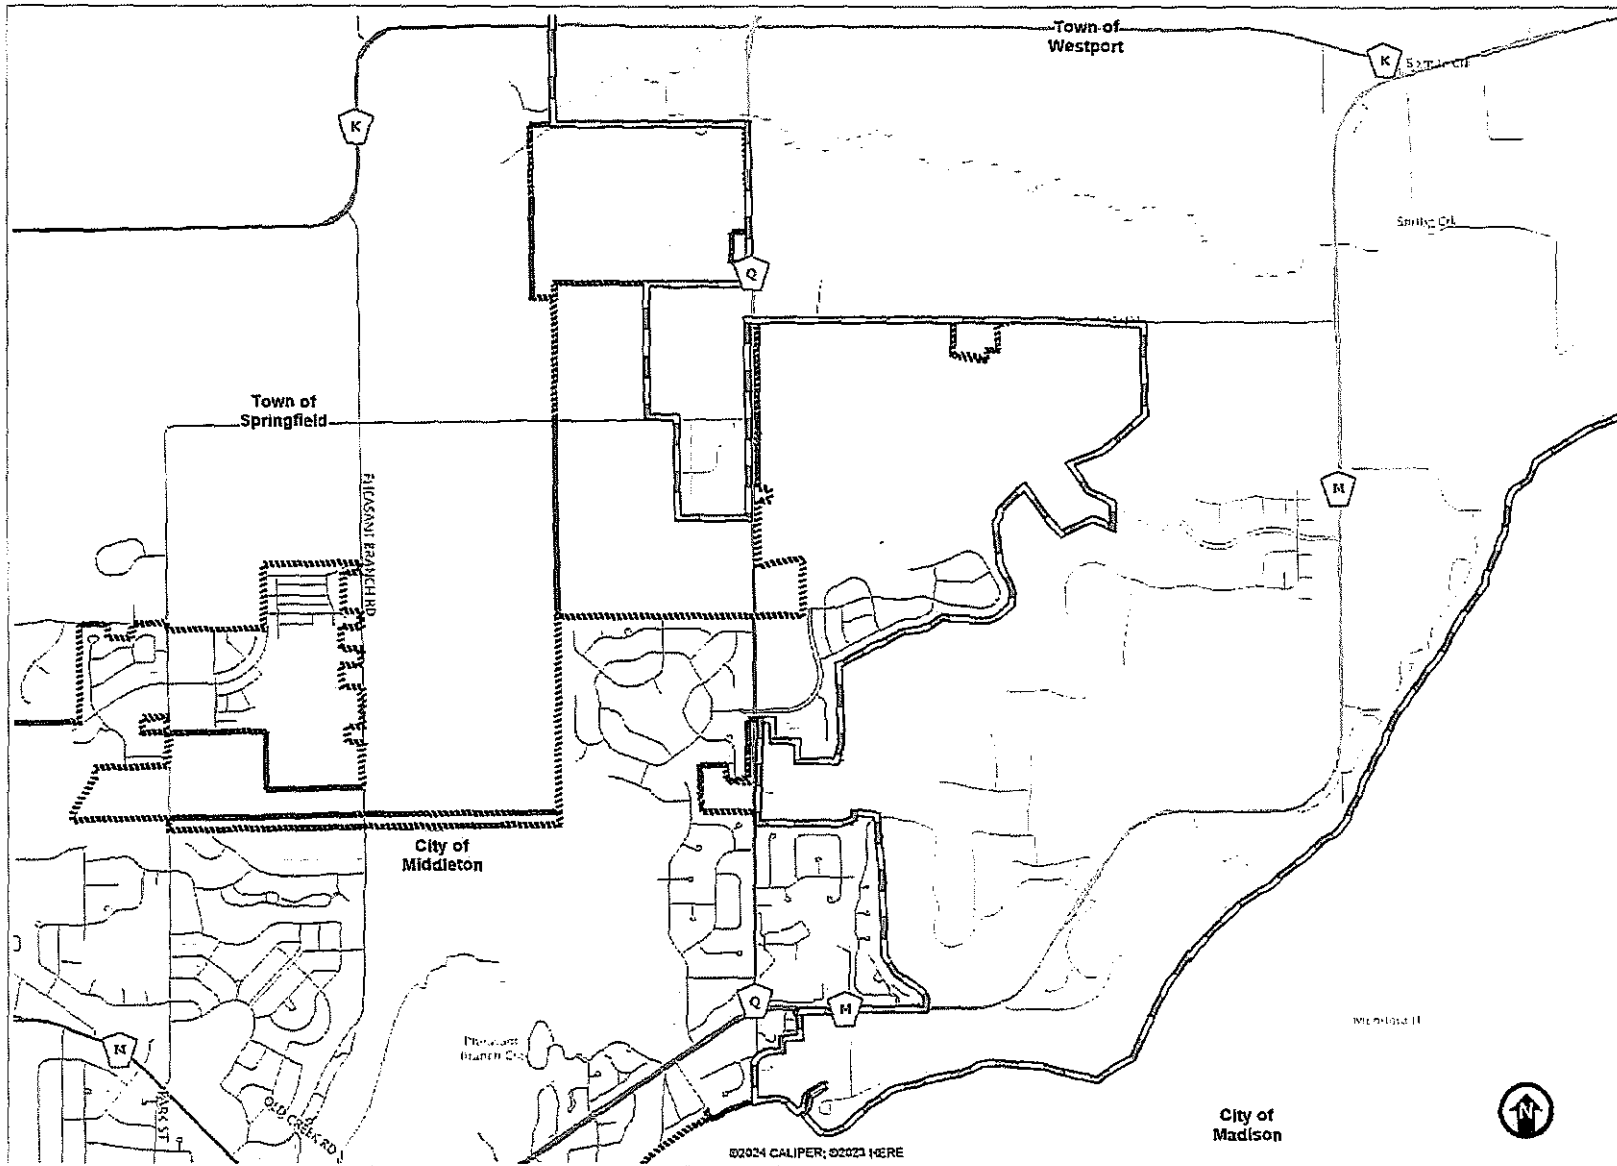 Town of
Westport
K
K
Q
Town of
Springfield
M
PLEASANT BRANCH RD
City of
Middleton
Q
M
M
PARK ST
OLD CREEK RD
City of
Madison
N
©2024 CALIPER; ©2023 HERE